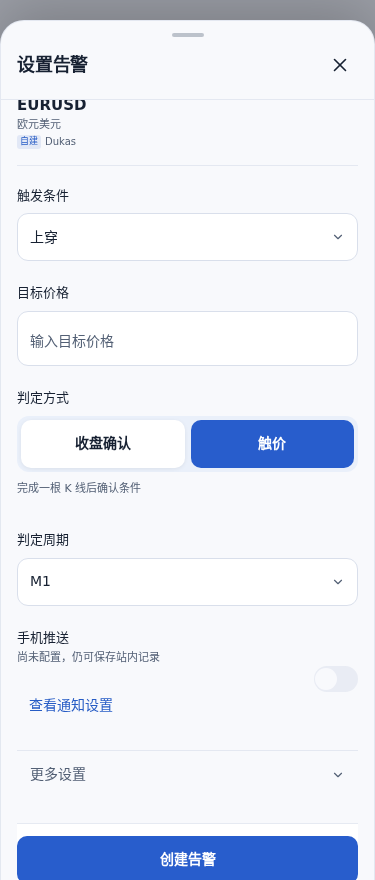 设置告警
EURUSD
欧元美元
自建 Dukas
触发条件
上穿
目标价格
输入目标价格
判定方式
收盘确认 触价
完成一根 K 线后确认条件
判定周期
M1
手机推送
尚未配置，仍可保存站内记录
查看通知设置
更多设置
创建告警